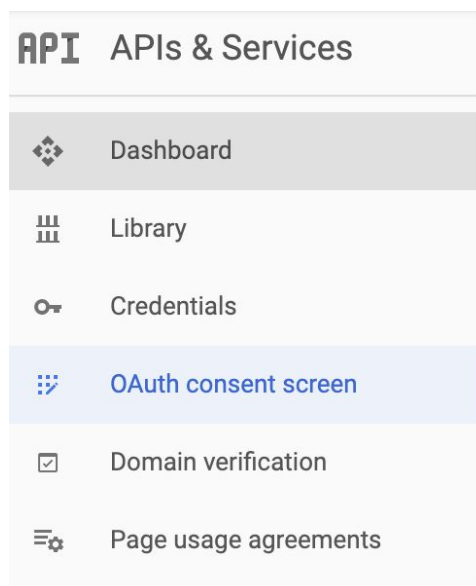 API APIs & Services
Dashboard
Library
Credentials
OAuth consent screen
Domain verification
Page usage agreements